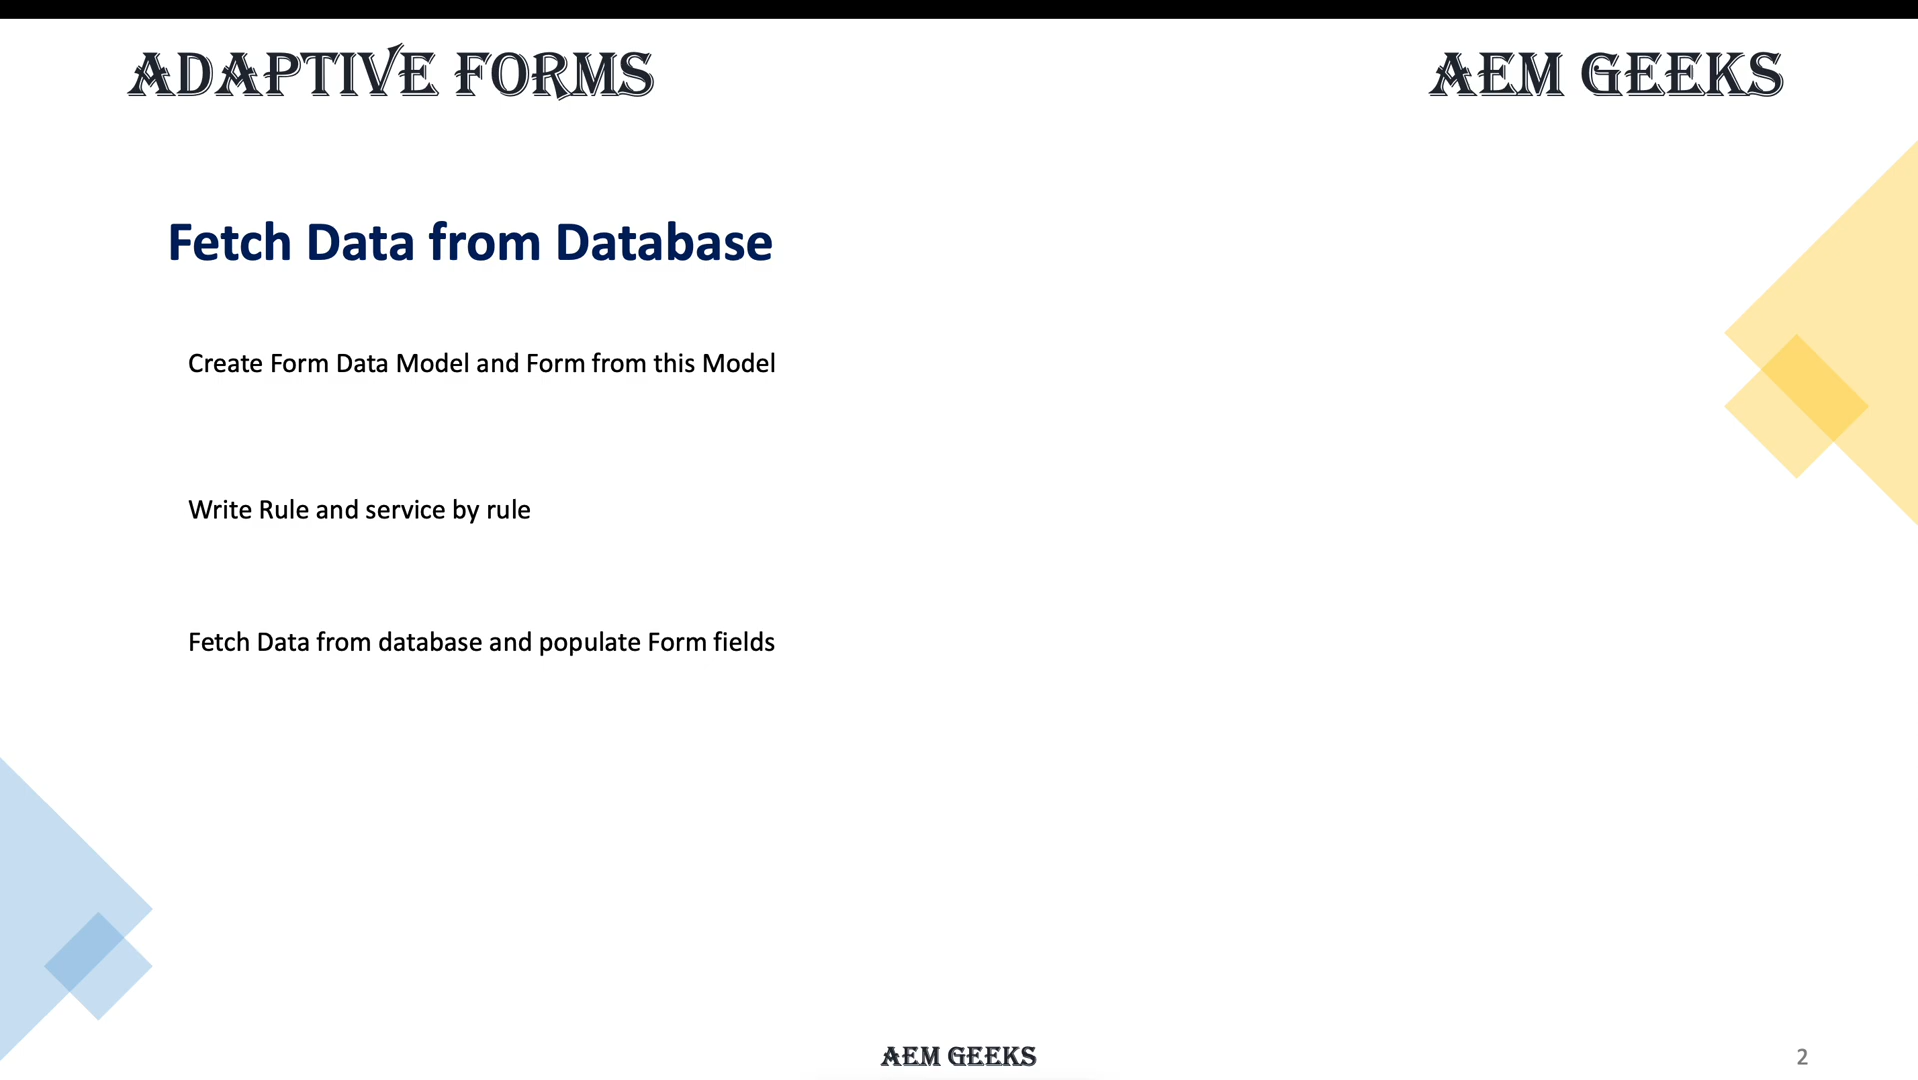 ADAPTIVE FORMS
AEM GEEKS
Fetch Data from Database
Create Form Data Model and Form from this Model
Write Rule and service by rule
Fetch Data from database and populate Form fields
AEM GEEKS
2